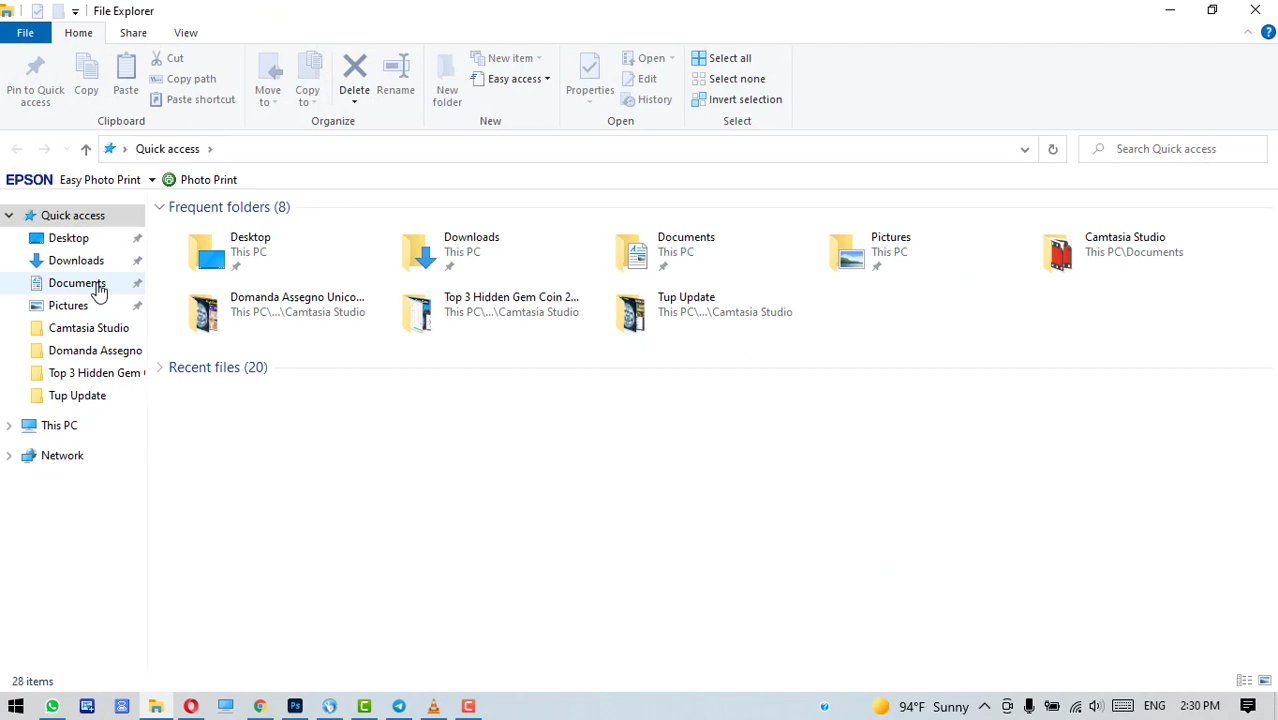 File Explorer
File Home Share View
Pin to Quick access
Copy
Paste
Cut
Copy path
Paste shortcut
Clipboard
Move to
Copy to
Delete
Rename
Organize
New folder
New item
Easy access
New
Properties
Open
Edit
History
Open
Select all
Select none
Invert selection
Select
Quick access
Search Quick access
EPSON Easy Photo Print Photo Print
Quick access
Desktop
Downloads
Documents
Pictures
Camtasia Studio
Domanda Assegno
Top 3 Hidden Gem
Tup Update
This PC
Network
Frequent folders (8)
Desktop
This PC
Downloads
This PC
Documents
This PC
Pictures
This PC
Camtasia Studio
This PC\Documents
Domanda Assegno Unico...
This PC\...\Camtasia Studio
Top 3 Hidden Gem Coin 2...
This PC\...\Camtasia Studio
Tup Update
This PC\...\Camtasia Studio
Recent files (20)
28 items
94°F Sunny
ENG
2:30 PM